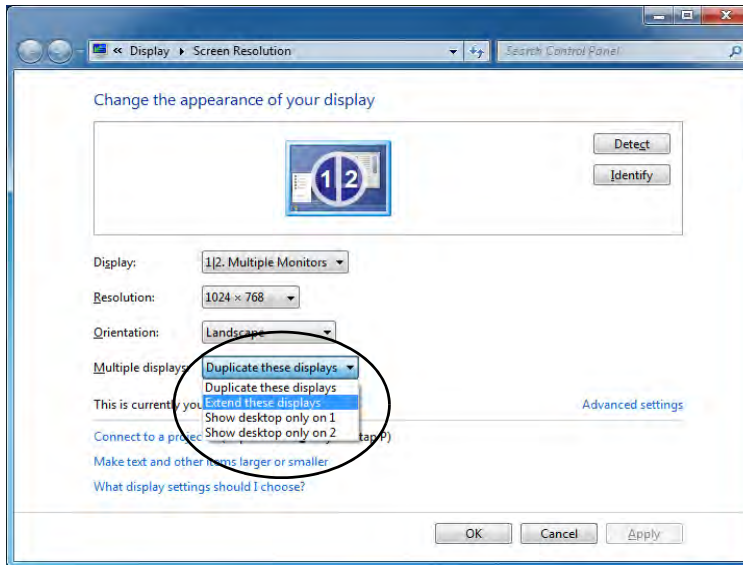 « Display ▸ Screen Resolution
Search Control Panel
Change the appearance of your display
1|2
Detect
Identify
Display: 1|2. Multiple Monitors
Resolution: 1024 × 768
Orientation: Landscape
Multiple displays: Duplicate these displays
Duplicate these displays
Extend these displays
Show desktop only on 1
Show desktop only on 2
This is currently you
Advanced settings
Connect to a proje tap P)
Make text and other items larger or smaller
What display settings should I choose?
OK Cancel Apply